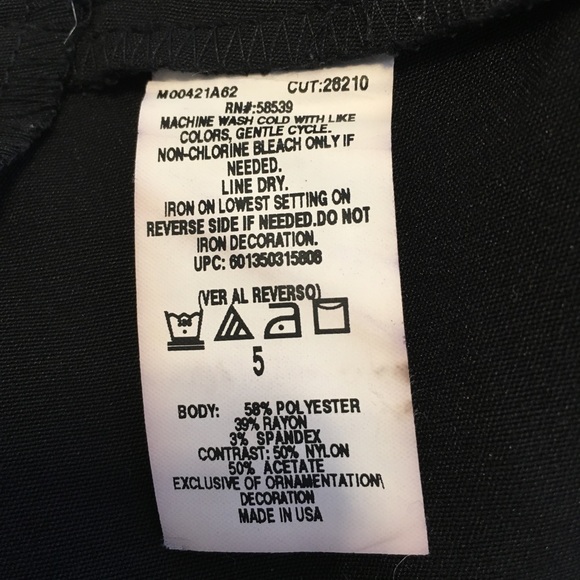 M00421A62 CUT:26210
RN#:58539
MACHINE WASH COLD WITH LIKE
COLORS, GENTLE CYCLE.
NON-CHLORINE BLEACH ONLY IF
NEEDED.
LINE DRY.
IRON ON LOWEST SETTING ON
REVERSE SIDE IF NEEDED.DO NOT
IRON DECORATION.
UPC: 601350315808
(VER AL REVERSO)
5
BODY: 58% POLYESTER
39% RAYON
3% SPANDEX
CONTRAST: 50% NYLON
50% ACETATE
EXCLUSIVE OF ORNAMENTATION\
DECORATION
MADE IN USA